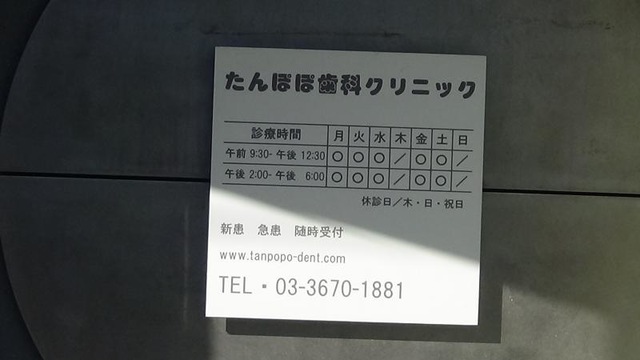 たんぽぽ歯科クリニック
診療時間 月 火 水 木 金 土 日
午前 9:30-午後 12:30 ○ ○ ○ ／ ○ ○ ／
午後 2:00-午後 6:00 ○ ○ ○ ／ ○ ○ ／
休診日／木・日・祝日
新患 急患 随時受付
www.tanpopo-dent.com
TEL・03-3670-1881